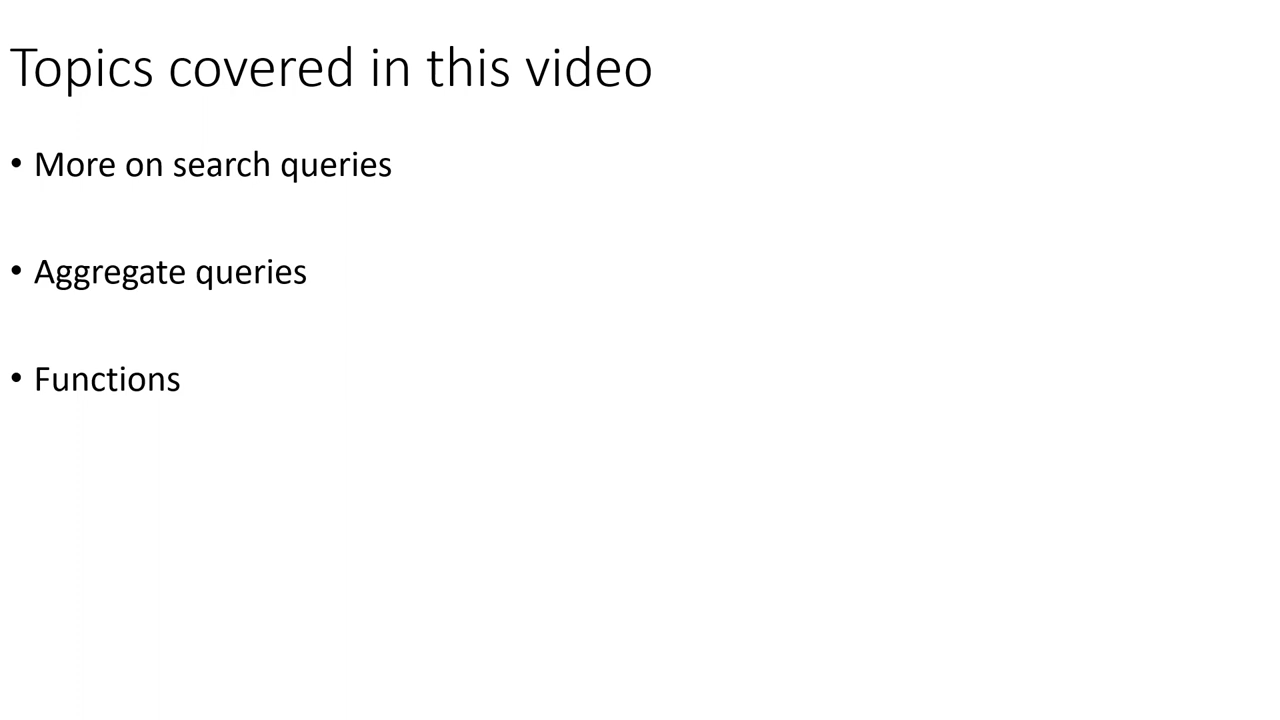 Topics covered in this video
• More on search queries
• Aggregate queries
• Functions